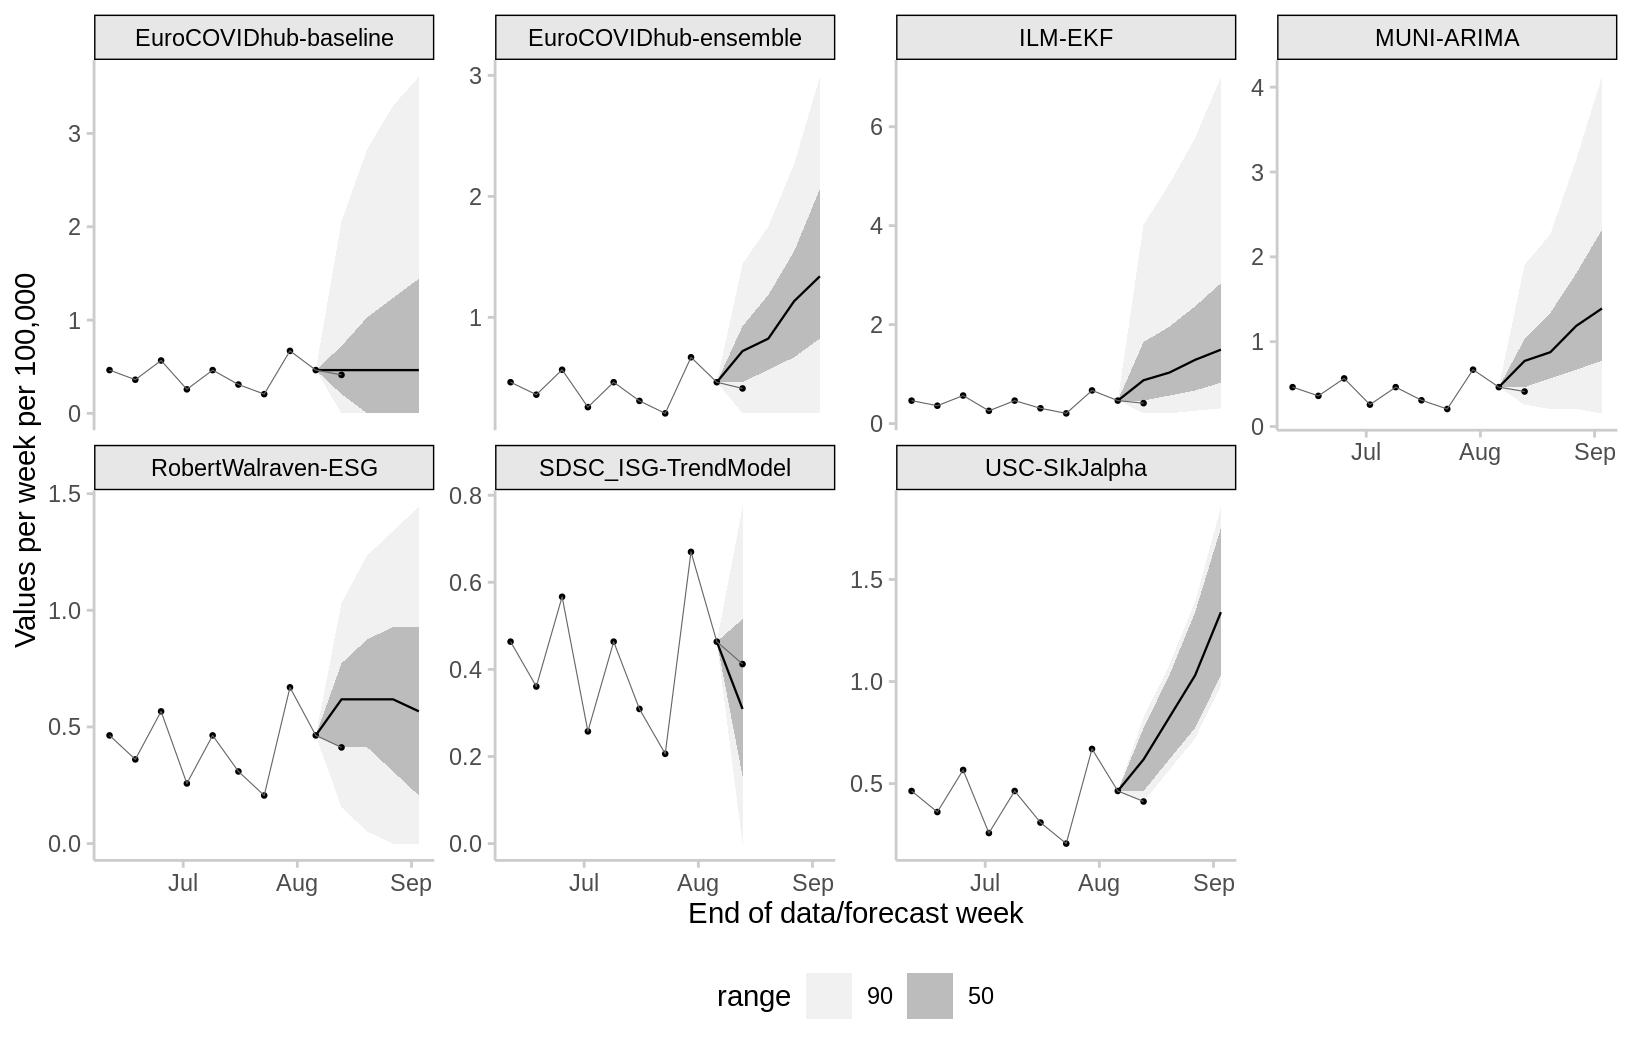 EuroCOVIDhub-baseline
EuroCOVIDhub-ensemble
ILM-EKF
MUNI-ARIMA
3
2
1
0
3
2
1
6
4
2
0
4
3
2
1
0
Jul Aug Sep
Values per week per 100,000
RobertWalraven-ESG
SDSC_ISG-TrendModel
USC-SIkJalpha
1.5
1.0
0.5
0.0
0.8
0.6
0.4
0.2
0.0
1.5
1.0
0.5
Jul Aug Sep
Jul Aug Sep
Jul Aug Sep
End of data/forecast week
range 90 50